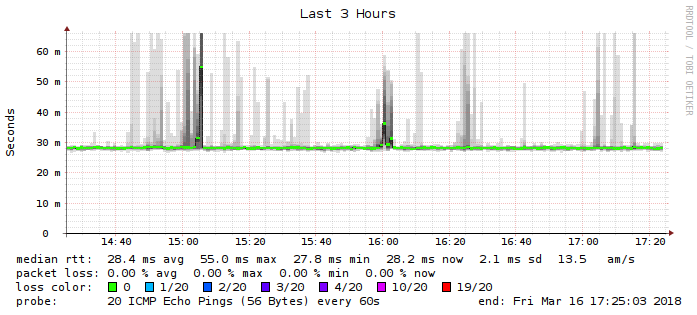 Last 3 Hours
RRDTOOL / TOBI OETIKER
Seconds
60 m
50 m
40 m
30 m
20 m
10 m
0
14:40 15:00 15:20 15:40 16:00 16:20 16:40 17:00 17:20
median rtt: 28.4 ms avg 55.0 ms max 27.8 ms min 28.2 ms now 2.1 ms sd 13.5 am/s
packet loss: 0.00 % avg 0.00 % max 0.00 % min 0.00 % now
loss color: 0 1/20 2/20 3/20 4/20 10/20 19/20
probe: 20 ICMP Echo Pings (56 Bytes) every 60s end: Fri Mar 16 17:25:03 2018